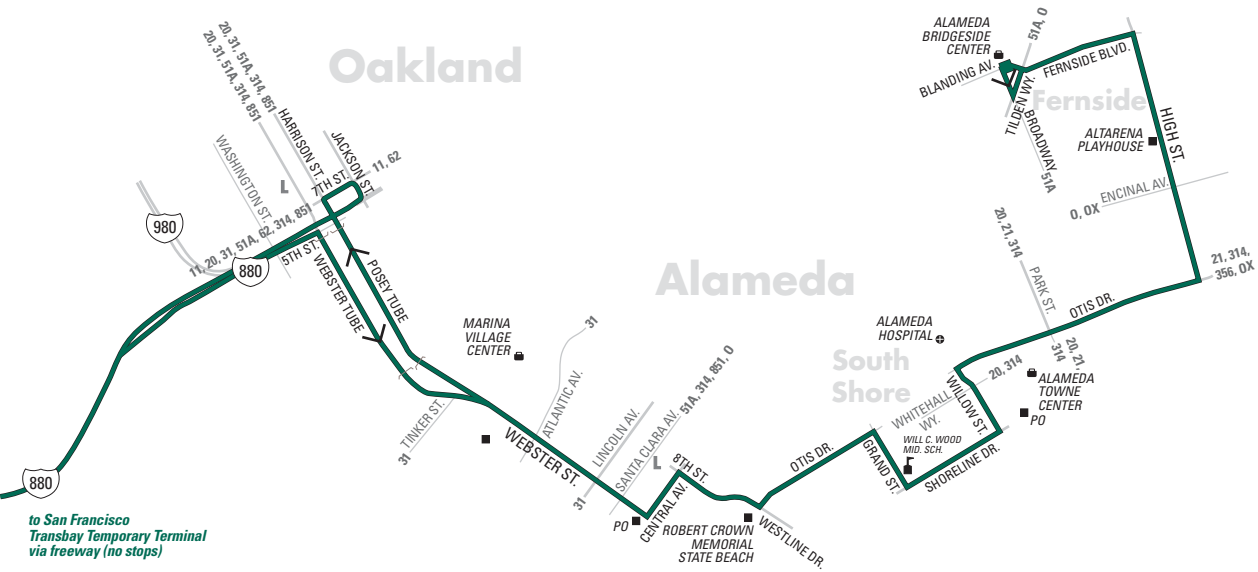 Oakland
Alameda
South
Shore
Fernside
20, 31, 51A, 314, 851
20, 31, 51A, 314, 851
HARRISON ST.
JACKSON ST.
WASHINGTON ST.
7TH ST.
11, 62
L
980
11, 20, 31, 51A, 62, 314, 851
5TH ST.
880
WEBSTER TUBE
POSEY TUBE
880
to San Francisco
Transbay Temporary Terminal
via freeway (no stops)
MARINA
VILLAGE
CENTER
31
ATLANTIC AV.
TINKER ST.
31
WEBSTER ST.
LINCOLN AV.
31
SANTA CLARA AV.
51A, 314, 851, O
L
PO
CENTRAL AV.
8TH ST.
ROBERT CROWN
MEMORIAL
STATE BEACH
WESTLINE DR.
OTIS DR.
GRAND ST.
WHITEHALL
WY.
WILL C. WOOD
MID. SCH.
SHORELINE DR.
WILLOW ST.
20, 314
ALAMEDA
HOSPITAL
ALAMEDA
TOWNE
CENTER
PO
20, 21, 314
PARK ST.
20, 21,
314
OTIS DR.
21, 314,
356, OX
O, OX
ENCINAL AV.
HIGH ST.
ALTARENA
PLAYHOUSE
FERNSIDE BLVD.
51A, O
ALAMEDA
BRIDGESIDE
CENTER
BLANDING AV.
TILDEN WY.
BROADWAY
51A